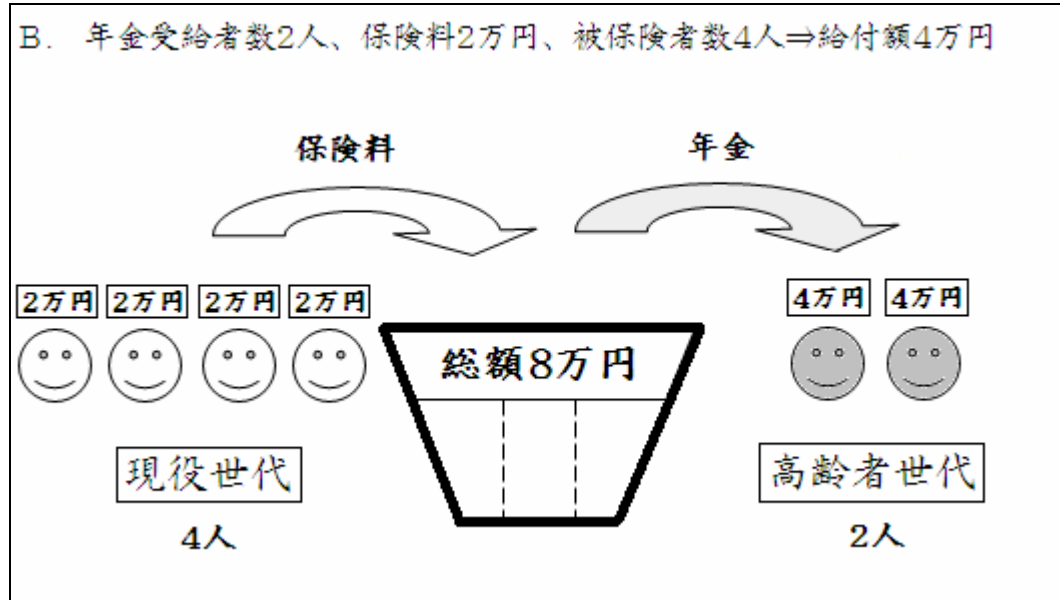 B. 年金受給者数2人、保険料2万円、被保険者数4人⇒給付額4万円
保険料
年金
2万円 2万円 2万円 2万円
4万円 4万円
総額8万円
現役世代
高齢者世代
4人
2人